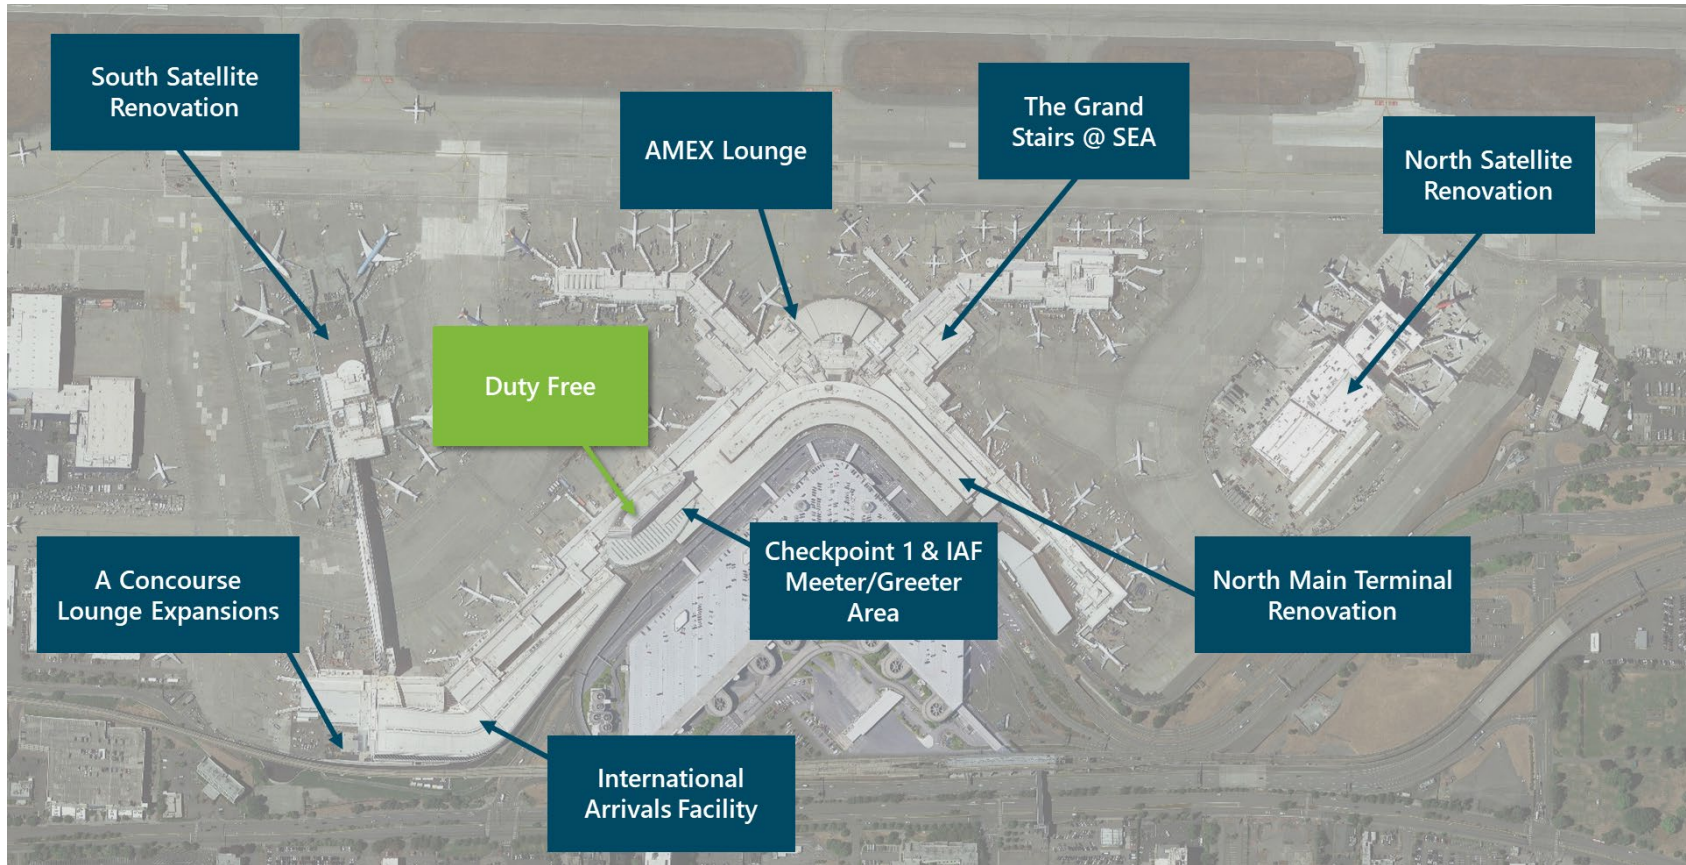 South Satellite
Renovation
AMEX Lounge
The Grand
Stairs @ SEA
North Satellite
Renovation
Duty Free
A Concourse
Lounge Expansions
Checkpoint 1 & IAF
Meeter/Greeter
Area
North Main Terminal
Renovation
International
Arrivals Facility